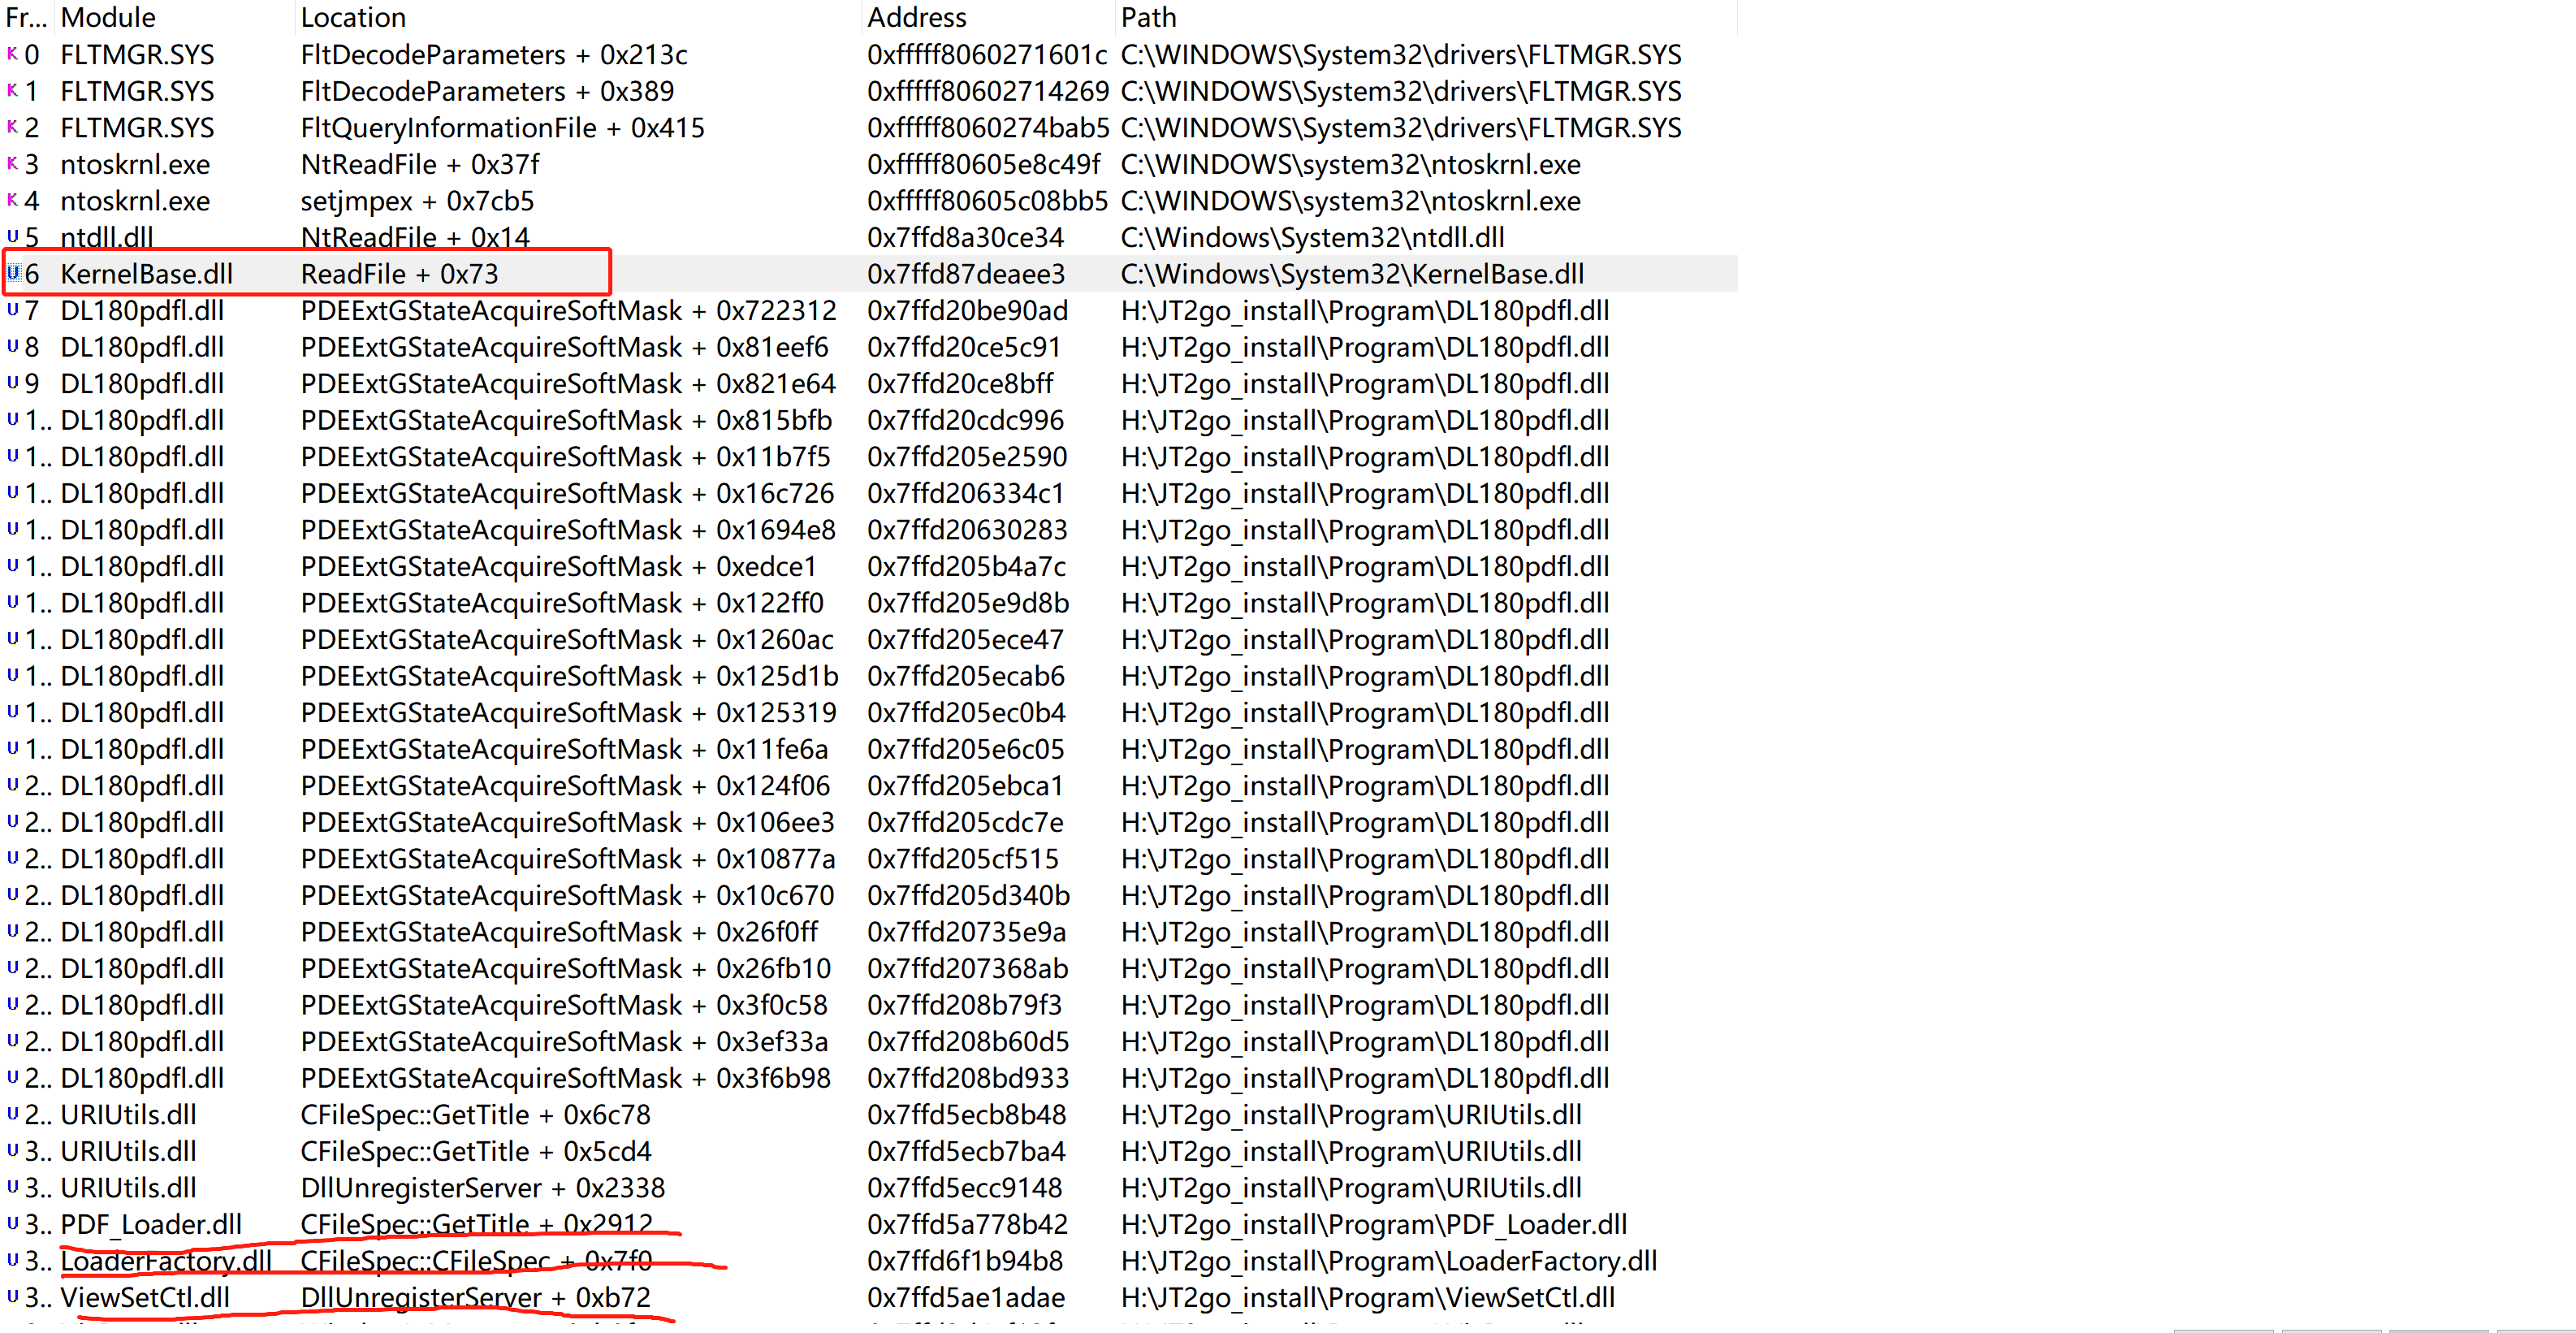 Fr... Module Location Address Path
K 0 FLTMGR.SYS FltDecodeParameters + 0x213c 0xfffff8060271601c C:\WINDOWS\System32\drivers\FLTMGR.SYS
K 1 FLTMGR.SYS FltDecodeParameters + 0x389 0xfffff80602714269 C:\WINDOWS\System32\drivers\FLTMGR.SYS
K 2 FLTMGR.SYS FltQueryInformationFile + 0x415 0xfffff8060274bab5 C:\WINDOWS\System32\drivers\FLTMGR.SYS
K 3 ntoskrnl.exe NtReadFile + 0x37f 0xfffff80605e8c49f C:\WINDOWS\system32\ntoskrnl.exe
K 4 ntoskrnl.exe setjmpex + 0x7cb5 0xfffff80605c08bb5 C:\WINDOWS\system32\ntoskrnl.exe
U 5 ntdll.dll NtReadFile + 0x14 0x7ffd8a30ce34 C:\Windows\System32\ntdll.dll
U 6 KernelBase.dll ReadFile + 0x73 0x7ffd87deaee3 C:\Windows\System32\KernelBase.dll
U 7 DL180pdfl.dll PDEExtGStateAcquireSoftMask + 0x722312 0x7ffd20be90ad H:\JT2go_install\Program\DL180pdfl.dll
U 8 DL180pdfl.dll PDEExtGStateAcquireSoftMask + 0x81eef6 0x7ffd20ce5c91 H:\JT2go_install\Program\DL180pdfl.dll
U 9 DL180pdfl.dll PDEExtGStateAcquireSoftMask + 0x821e64 0x7ffd20ce8bff H:\JT2go_install\Program\DL180pdfl.dll
U 1.. DL180pdfl.dll PDEExtGStateAcquireSoftMask + 0x815bfb 0x7ffd20cdc996 H:\JT2go_install\Program\DL180pdfl.dll
U 1.. DL180pdfl.dll PDEExtGStateAcquireSoftMask + 0x11b7f5 0x7ffd205e2590 H:\JT2go_install\Program\DL180pdfl.dll
U 1.. DL180pdfl.dll PDEExtGStateAcquireSoftMask + 0x16c726 0x7ffd206334c1 H:\JT2go_install\Program\DL180pdfl.dll
U 1.. DL180pdfl.dll PDEExtGStateAcquireSoftMask + 0x1694e8 0x7ffd20630283 H:\JT2go_install\Program\DL180pdfl.dll
U 1.. DL180pdfl.dll PDEExtGStateAcquireSoftMask + 0xedce1 0x7ffd205b4a7c H:\JT2go_install\Program\DL180pdfl.dll
U 1.. DL180pdfl.dll PDEExtGStateAcquireSoftMask + 0x122ff0 0x7ffd205e9d8b H:\JT2go_install\Program\DL180pdfl.dll
U 1.. DL180pdfl.dll PDEExtGStateAcquireSoftMask + 0x1260ac 0x7ffd205ece47 H:\JT2go_install\Program\DL180pdfl.dll
U 1.. DL180pdfl.dll PDEExtGStateAcquireSoftMask + 0x125d1b 0x7ffd205ecab6 H:\JT2go_install\Program\DL180pdfl.dll
U 1.. DL180pdfl.dll PDEExtGStateAcquireSoftMask + 0x125319 0x7ffd205ec0b4 H:\JT2go_install\Program\DL180pdfl.dll
U 1.. DL180pdfl.dll PDEExtGStateAcquireSoftMask + 0x11fe6a 0x7ffd205e6c05 H:\JT2go_install\Program\DL180pdfl.dll
U 2.. DL180pdfl.dll PDEExtGStateAcquireSoftMask + 0x124f06 0x7ffd205ebca1 H:\JT2go_install\Program\DL180pdfl.dll
U 2.. DL180pdfl.dll PDEExtGStateAcquireSoftMask + 0x106ee3 0x7ffd205cdc7e H:\JT2go_install\Program\DL180pdfl.dll
U 2.. DL180pdfl.dll PDEExtGStateAcquireSoftMask + 0x10877a 0x7ffd205cf515 H:\JT2go_install\Program\DL180pdfl.dll
U 2.. DL180pdfl.dll PDEExtGStateAcquireSoftMask + 0x10c670 0x7ffd205d340b H:\JT2go_install\Program\DL180pdfl.dll
U 2.. DL180pdfl.dll PDEExtGStateAcquireSoftMask + 0x26f0ff 0x7ffd20735e9a H:\JT2go_install\Program\DL180pdfl.dll
U 2.. DL180pdfl.dll PDEExtGStateAcquireSoftMask + 0x26fb10 0x7ffd207368ab H:\JT2go_install\Program\DL180pdfl.dll
U 2.. DL180pdfl.dll PDEExtGStateAcquireSoftMask + 0x3f0c58 0x7ffd208b79f3 H:\JT2go_install\Program\DL180pdfl.dll
U 2.. DL180pdfl.dll PDEExtGStateAcquireSoftMask + 0x3ef33a 0x7ffd208b60d5 H:\JT2go_install\Program\DL180pdfl.dll
U 2.. DL180pdfl.dll PDEExtGStateAcquireSoftMask + 0x3f6b98 0x7ffd208bd933 H:\JT2go_install\Program\DL180pdfl.dll
U 2.. URIUtils.dll CFileSpec::GetTitle + 0x6c78 0x7ffd5ecb8b48 H:\JT2go_install\Program\URIUtils.dll
U 3.. URIUtils.dll CFileSpec::GetTitle + 0x5cd4 0x7ffd5ecb7ba4 H:\JT2go_install\Program\URIUtils.dll
U 3.. URIUtils.dll DllUnregisterServer + 0x2338 0x7ffd5ecc9148 H:\JT2go_install\Program\URIUtils.dll
U 3.. PDF_Loader.dll CFileSpec::GetTitle + 0x2912 0x7ffd5a778b42 H:\JT2go_install\Program\PDF_Loader.dll
U 3.. LoaderFactory.dll CFileSpec::CFileSpec + 0x7f0 0x7ffd6f1b94b8 H:\JT2go_install\Program\LoaderFactory.dll
U 3.. ViewSetCtl.dll DllUnregisterServer + 0xb72 0x7ffd5ae1adae H:\JT2go_install\Program\ViewSetCtl.dll